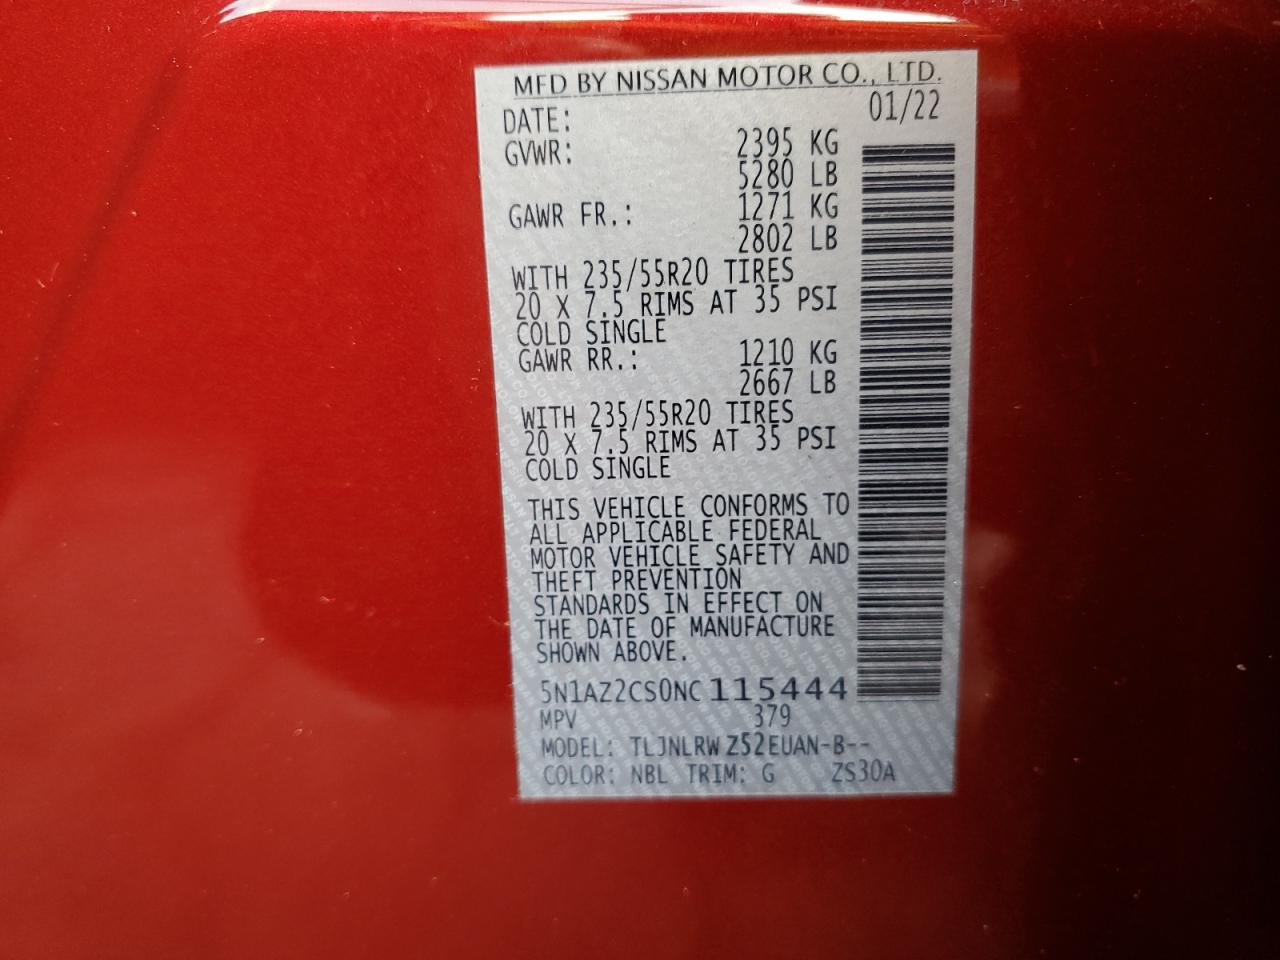 MFD BY NISSAN MOTOR CO., LTD.
DATE: 01/22
GVWR: 2395 KG
5280 LB
GAWR FR.: 1271 KG
2802 LB
WITH 235/55R20 TIRES
20 X 7.5 RIMS AT 35 PSI
COLD SINGLE
GAWR RR.: 1210 KG
2667 LB
WITH 235/55R20 TIRES
20 X 7.5 RIMS AT 35 PSI
COLD SINGLE
THIS VEHICLE CONFORMS TO
ALL APPLICABLE FEDERAL
MOTOR VEHICLE SAFETY AND
THEFT PREVENTION
STANDARDS IN EFFECT ON
THE DATE OF MANUFACTURE
SHOWN ABOVE.
5N1AZ2CS0NC115444
MPV 379
MODEL: TLJNLRW Z52EUAN-B--
COLOR: NBL TRIM: G ZS30A